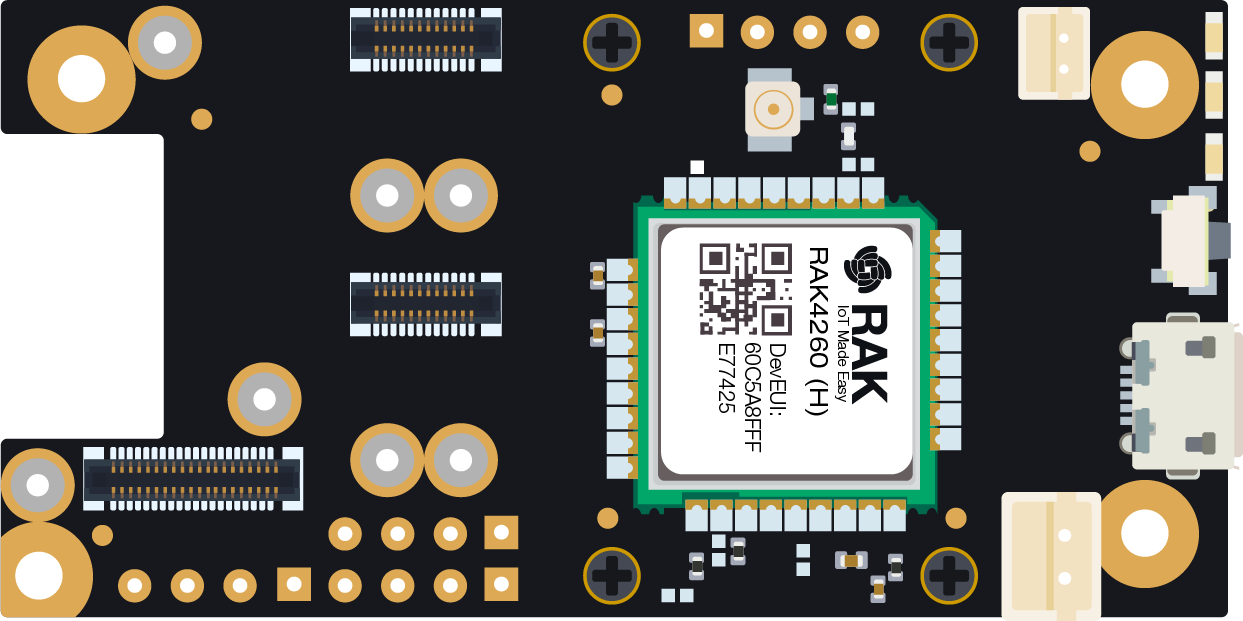 RAK
IoT Made Easy
RAK4260 (H)
DevEUI:
60C5A8FFF
E77425